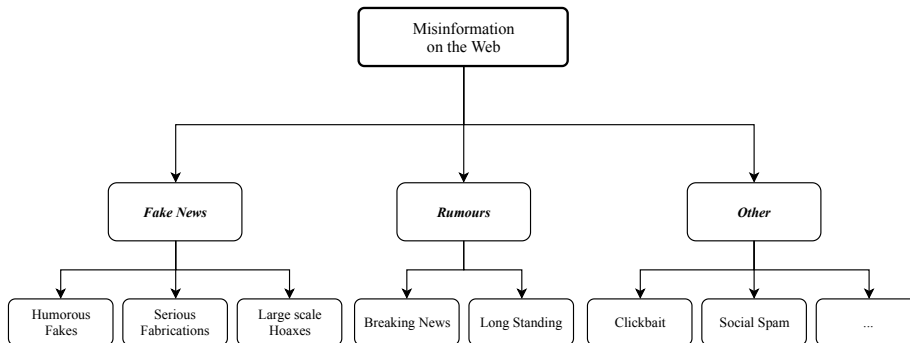 Misinformation
on the Web
Fake News
Rumours
Other
Humorous
Fakes
Serious
Fabrications
Large scale
Hoaxes
Breaking News
Long Standing
Clickbait
Social Spam
...